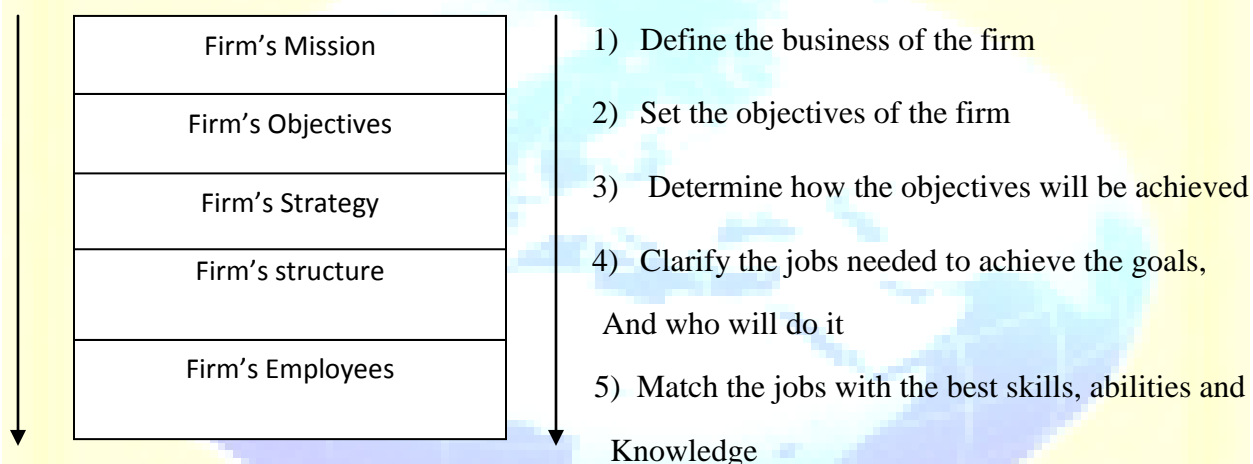 Firm’s Mission
Firm’s Objectives
Firm’s Strategy
Firm’s structure
Firm’s Employees
1) Define the business of the firm
2) Set the objectives of the firm
3) Determine how the objectives will be achieved
4) Clarify the jobs needed to achieve the goals,
And who will do it
5) Match the jobs with the best skills, abilities and
Knowledge